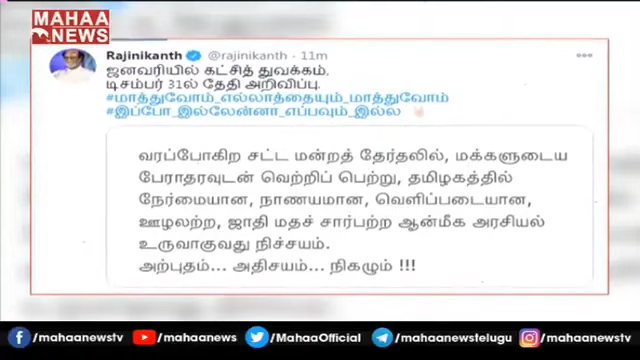 MAHAA
NEWS
Rajinikanth @rajinikanth · 11m
ஜனவரியில் கட்சித் துவக்கம்.
டிசம்பர் 31ல் தேதி அறிவிப்பு.
#மாத்துவோம்_எல்லாத்தையும்_மாத்துவோம்
#இப்போ_இல்லேன்னா_எப்பவும்_இல்ல 🤘🏻
வரப்போகிற சட்ட மன்றத் தேர்தலில், மக்களுடைய
பேராதரவுடன் வெற்றிப் பெற்று, தமிழகத்தில்
நேர்மையான, நாணயமான, வெளிப்படையான,
ஊழலற்ற, ஜாதி மதச் சார்பற்ற ஆன்மீக அரசியல்
உருவாகுவது நிச்சயம்.
அற்புதம்... அதிசயம்... நிகழும் !!!
/mahaanewstv /mahaanews /MahaaOfficial /mahaanewstelugu /mahaanewstv